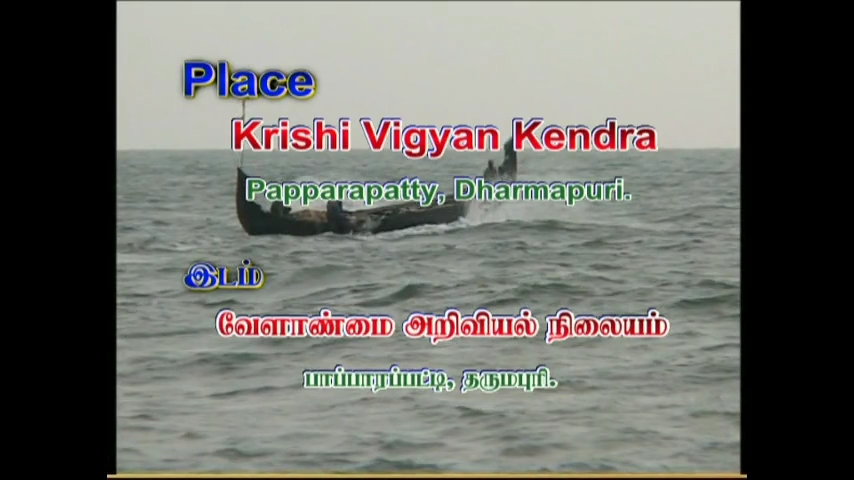 Place
Krishi Vigyan Kendra
Papparapatty, Dharmapuri.
இடம்
வேளாண்மை அறிவியல் நிலையம்
பாப்பாரப்பட்டி, தருமபுரி.